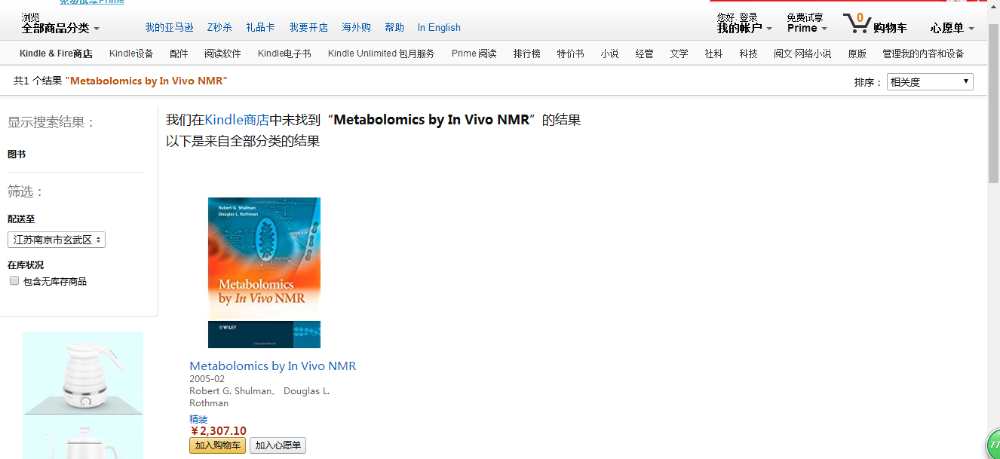 免费试享Prime
浏览
全部商品分类
我的亚马逊 Z秒杀 礼品卡 我要开店 海外购 帮助 In English
您好, 登录
我的帐户
免费试享
Prime
0
购物车
心愿单
Kindle & Fire商店 Kindle设备 配件 阅读软件 Kindle电子书 Kindle Unlimited 包月服务 Prime 阅读 排行榜 特价书 小说 经管 文学 社科 科技 阅文·网络小说 原版 管理我的内容和设备
共1 个结果 "Metabolomics by In Vivo NMR"
排序： 相关度
显示搜索结果：
图书
筛选：
配送至
江苏南京市玄武区
在库状况
包含无库存商品
我们在Kindle商店中未找到“Metabolomics by In Vivo NMR”的结果
以下是来自全部分类的结果
Robert G. Shulman
Douglas L. Rothman
Metabolomics
by In Vivo NMR
WILEY
Metabolomics by In Vivo NMR
2005-02
Robert G. Shulman、 Douglas L.
Rothman
精装
￥2,307.10
加入购物车 加入心愿单
77